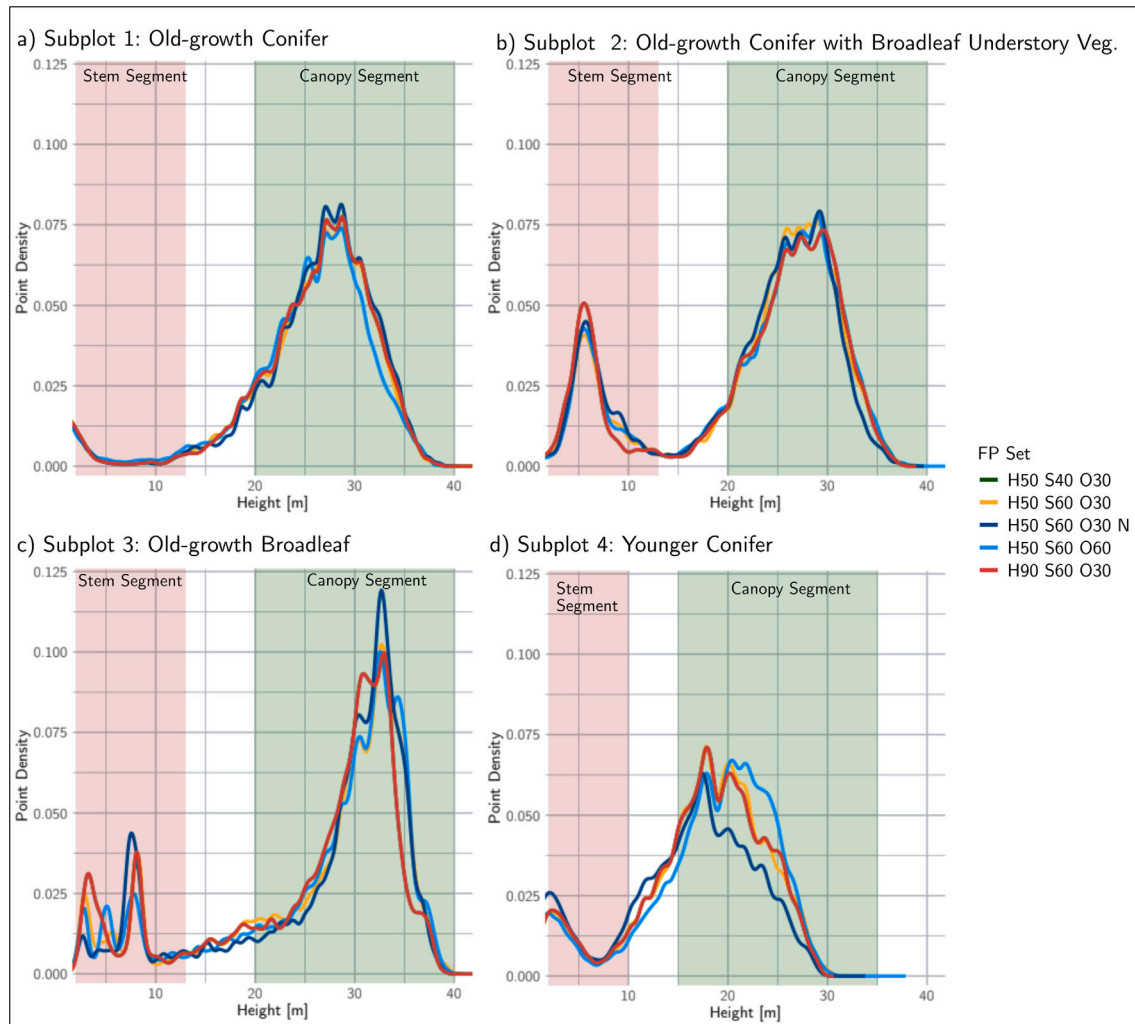 a) Subplot 1: Old-growth Conifer
Stem Segment
Canopy Segment
0.125
0.100
0.075
0.050
0.025
0.000
Point Density
10
20
30
40
Height [m]
b) Subplot 2: Old-growth Conifer with Broadleaf Understory Veg.
Stem Segment
Canopy Segment
0.125
0.100
0.075
0.050
0.025
0.000
Point Density
10
20
30
40
Height [m]
c) Subplot 3: Old-growth Broadleaf
Stem Segment
Canopy Segment
0.125
0.100
0.075
0.050
0.025
0.000
Point Density
10
20
30
40
Height [m]
d) Subplot 4: Younger Conifer
Stem
Segment
Canopy Segment
0.125
0.100
0.075
0.050
0.025
0.000
Point Density
10
20
30
40
Height [m]
FP Set
H50 S40 O30
H50 S60 O30
H50 S60 O30 N
H50 S60 O60
H90 S60 O30